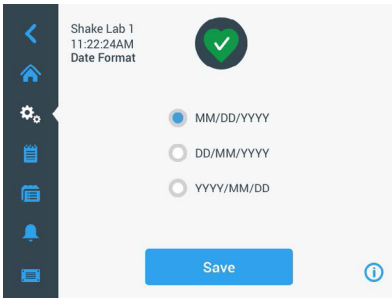 Shake Lab 1
11:22:24AM
Date Format
MM/DD/YYYY
DD/MM/YYYY
YYYY/MM/DD
Save